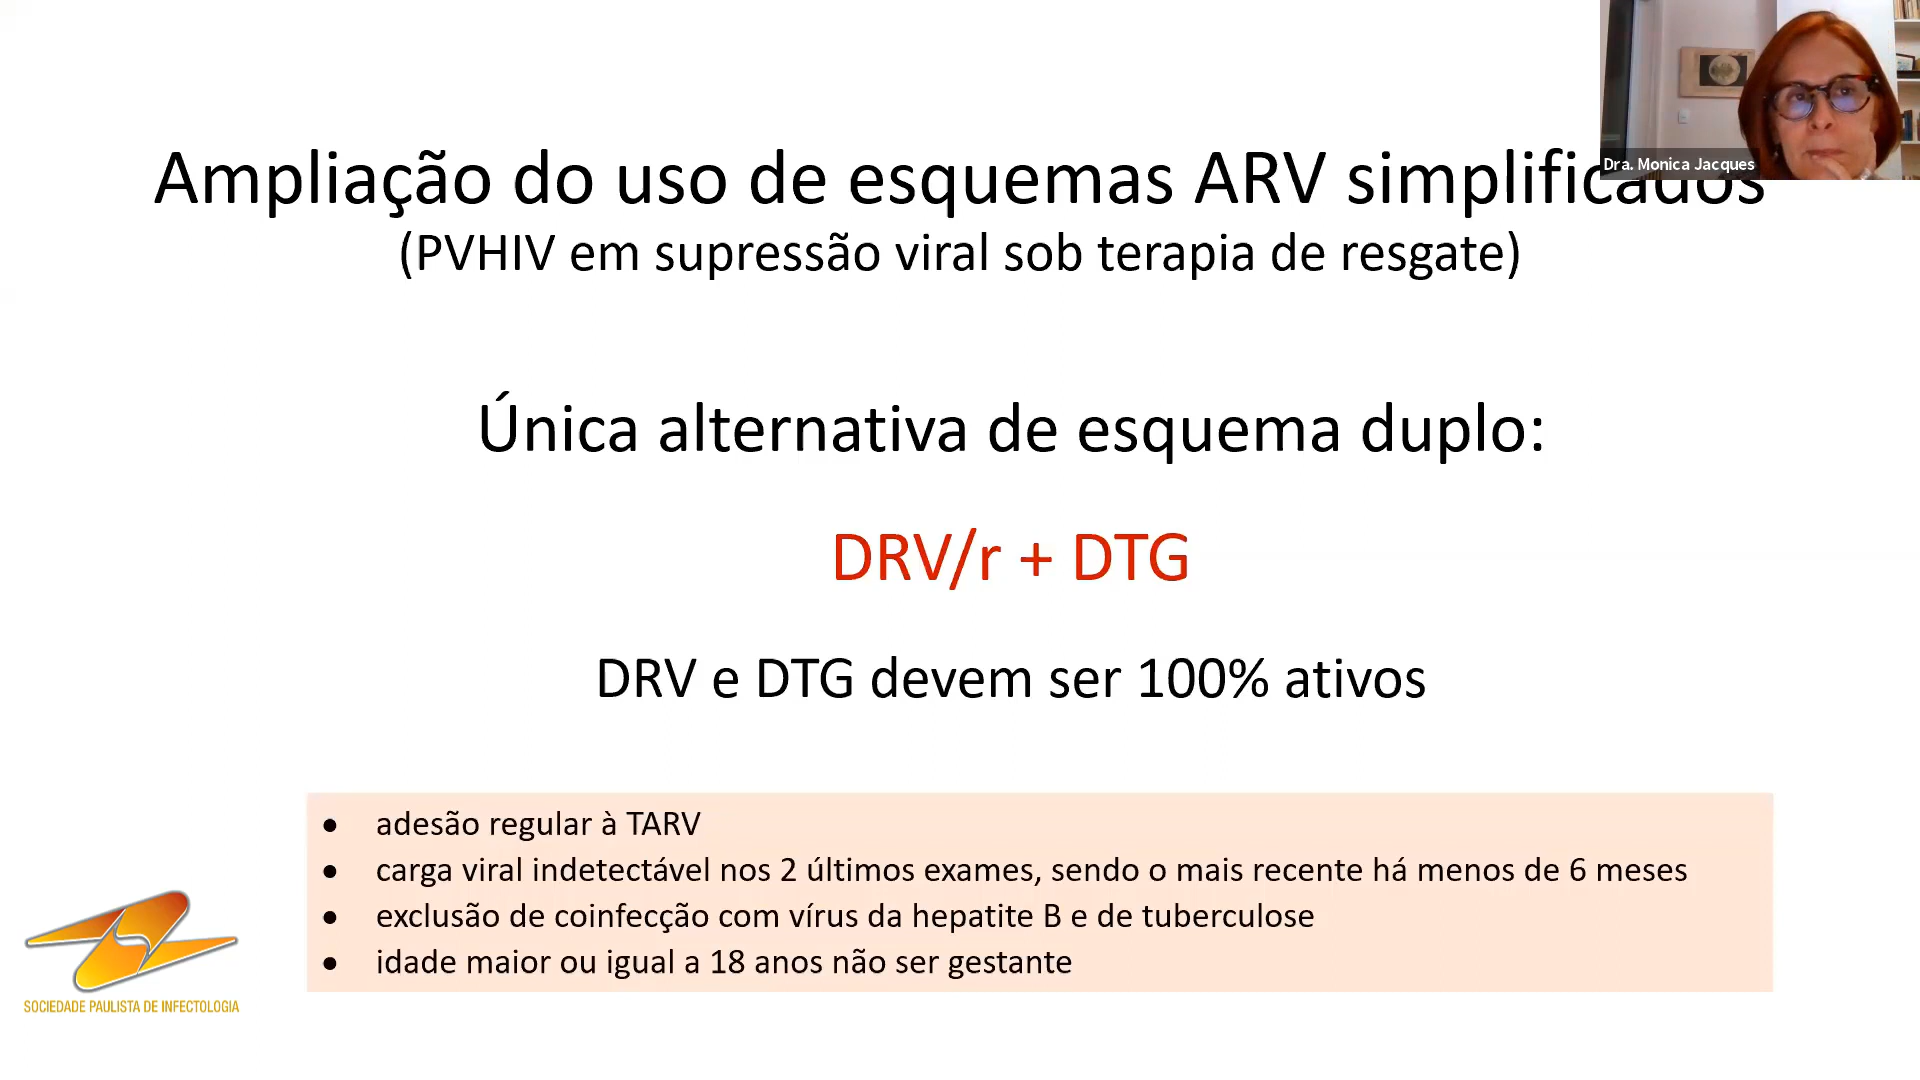 Dra. Monica Jacques
Ampliação do uso de esquemas ARV simplificados
(PVHIV em supressão viral sob terapia de resgate)
Única alternativa de esquema duplo:
DRV/r + DTG
DRV e DTG devem ser 100% ativos
• adesão regular à TARV
• carga viral indetectável nos 2 últimos exames, sendo o mais recente há menos de 6 meses
• exclusão de coinfecção com vírus da hepatite B e de tuberculose
• idade maior ou igual a 18 anos não ser gestante
SOCIEDADE PAULISTA DE INFECTOLOGIA